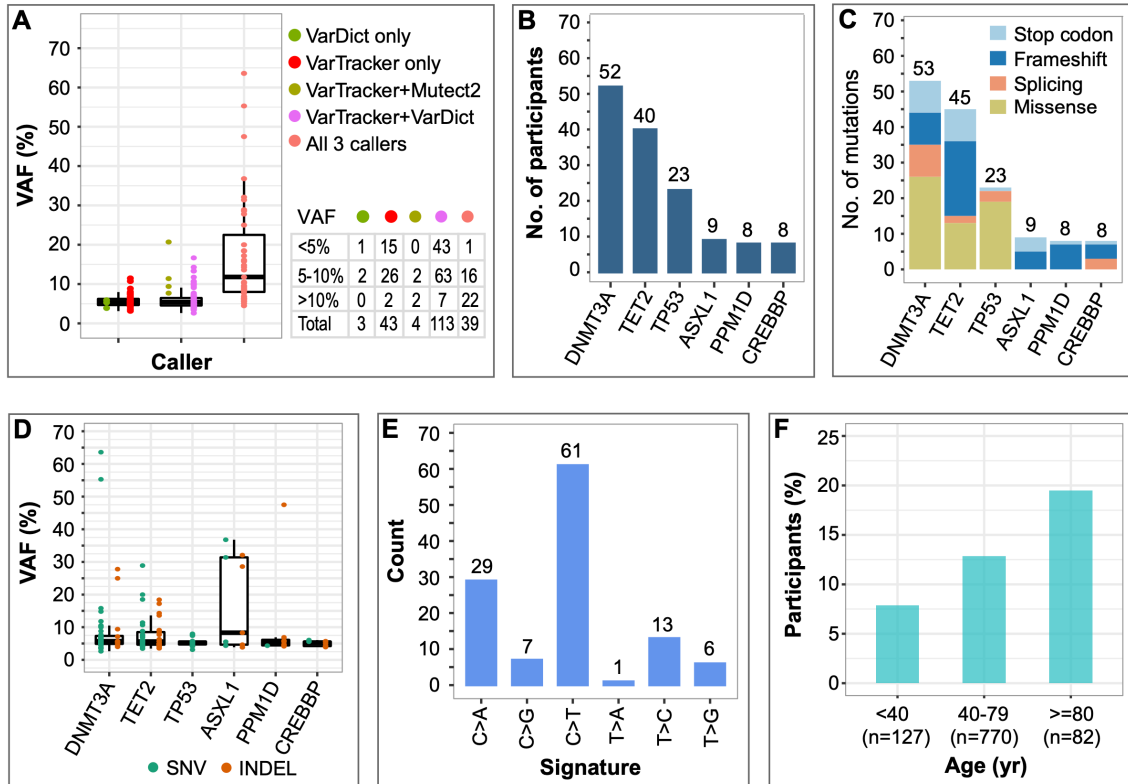 A
VAF (%)
70
60
50
40
30
20
10
0
Caller
VarDict only
VarTracker only
VarTracker+Mutect2
VarTracker+VarDict
All 3 callers
VAF
<5% 1 15 0 43 1
5-10% 2 26 2 63 16
>10% 0 2 2 7 22
Total 3 43 4 113 39
B
No. of participants
70
60
50
40
30
20
10
0
52
40
23
9
8
8
DNMT3A
TET2
TP53
ASXL1
PPM1D
CREBBP
C
No. of mutations
70
60
50
40
30
20
10
0
Stop codon
Frameshift
Splicing
Missense
53
45
23
9
8
8
DNMT3A
TET2
TP53
ASXL1
PPM1D
CREBBP
D
VAF (%)
70
60
50
40
30
20
10
0
DNMT3A
TET2
TP53
ASXL1
PPM1D
CREBBP
SNV
INDEL
E
Count
70
60
50
40
30
20
10
0
29
7
61
1
13
6
C>A
C>G
C>T
T>A
T>C
T>G
Signature
F
Participants (%)
25
20
15
10
5
0
<40 40-79 >=80
(n=127) (n=770) (n=82)
Age (yr)